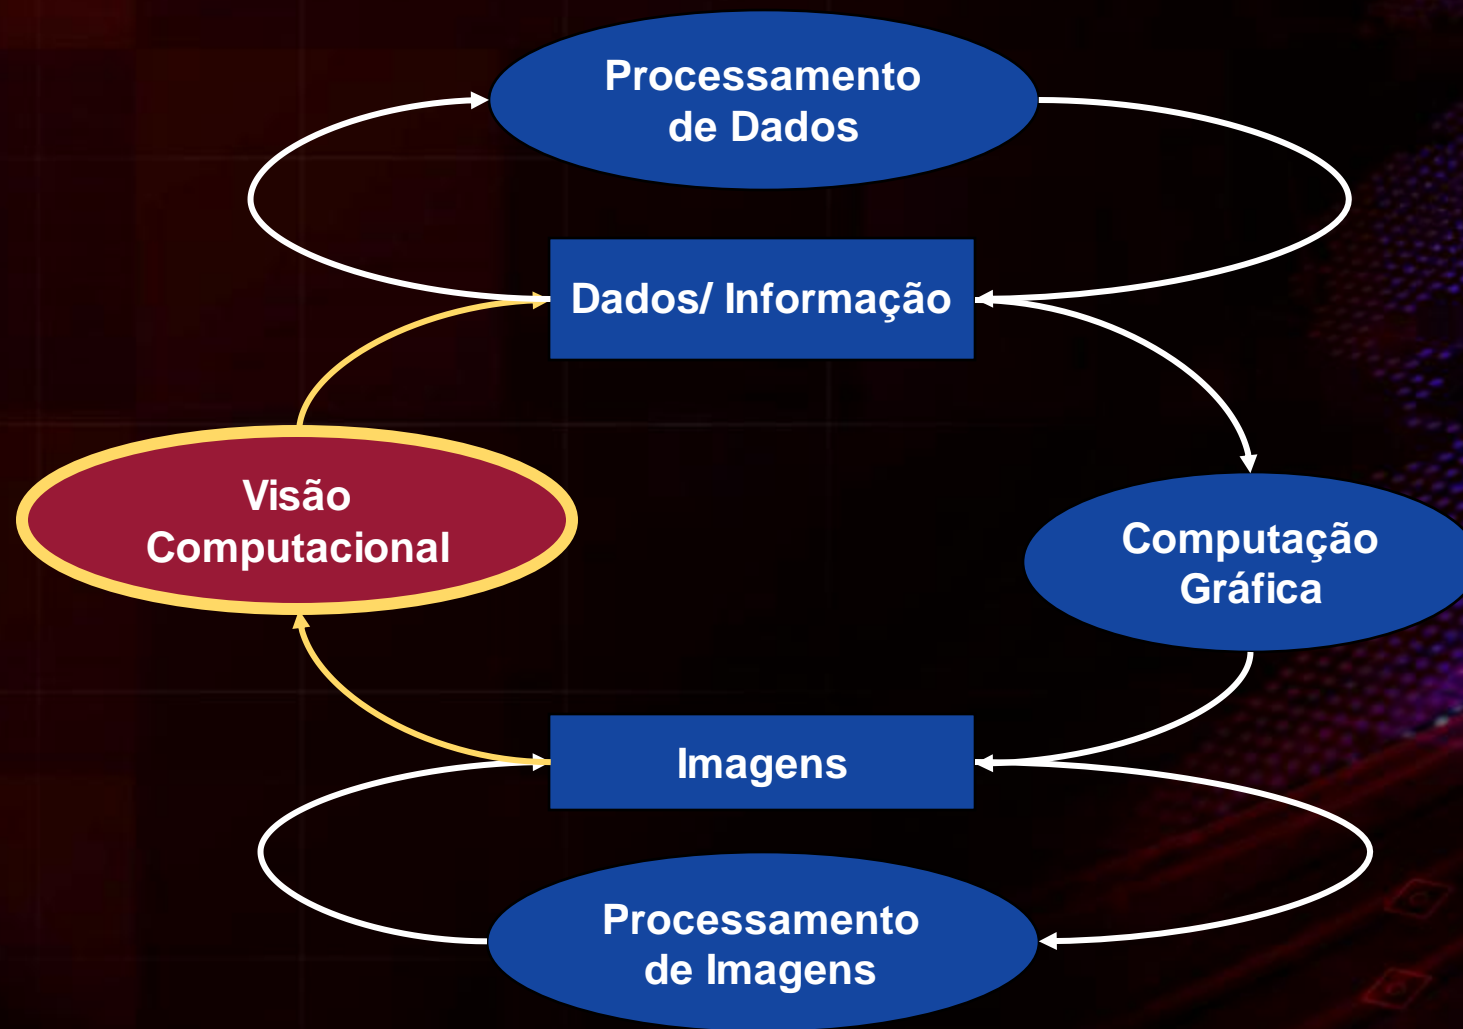 Processamento
de Dados
Dados/ Informação
Visão
Computacional
Computação
Gráfica
Imagens
Processamento
de Imagens